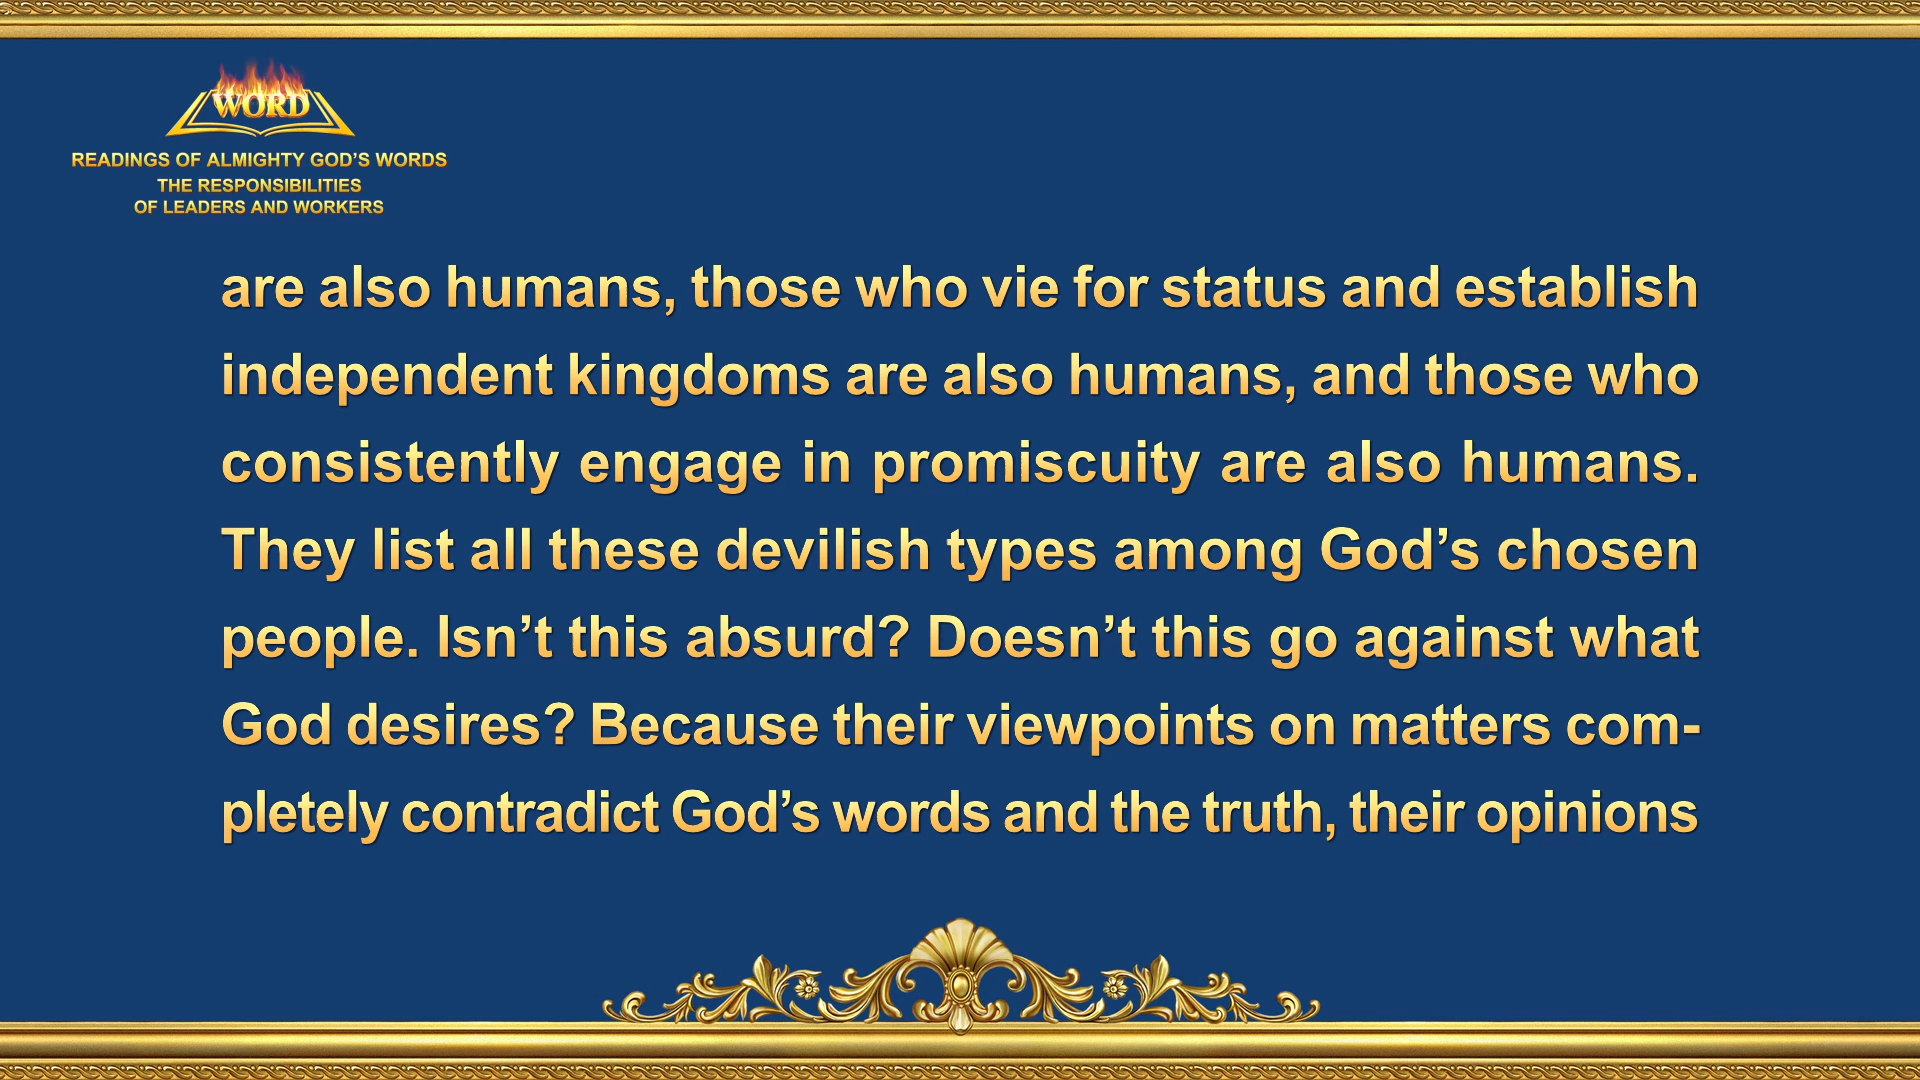 WORD
READINGS OF ALMIGHTY GOD’S WORDS
THE RESPONSIBILITIES
OF LEADERS AND WORKERS
are also humans, those who vie for status and establish
independent kingdoms are also humans, and those who
consistently engage in promiscuity are also humans.
They list all these devilish types among God’s chosen
people. Isn’t this absurd? Doesn’t this go against what
God desires? Because their viewpoints on matters com-
pletely contradict God’s words and the truth, their opinions